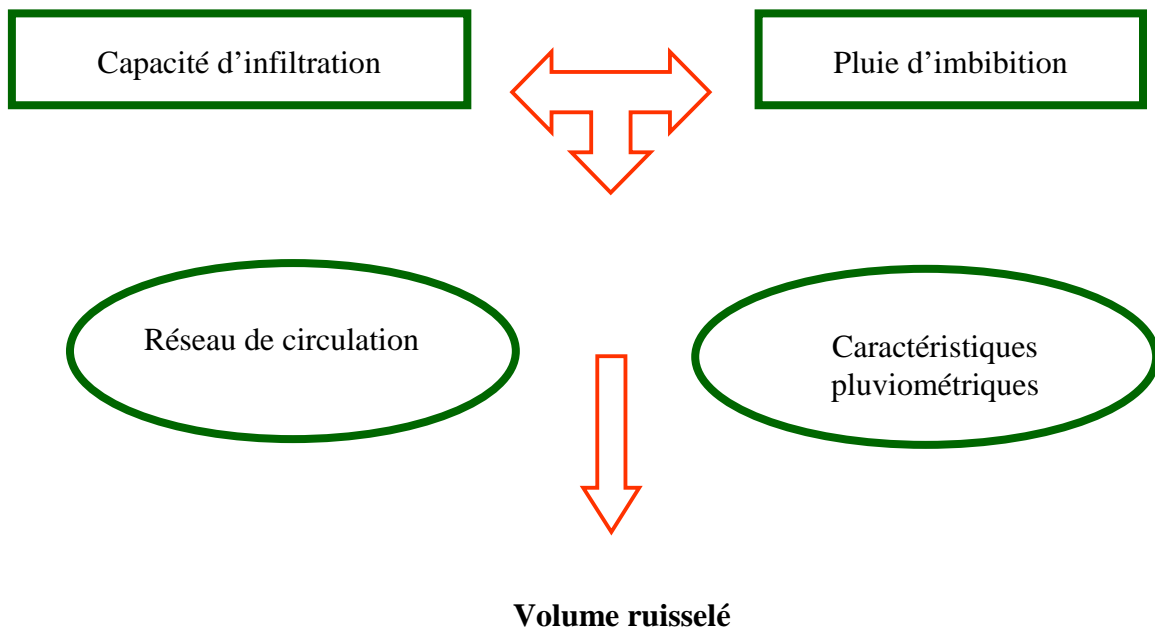 Capacité d’infiltration
Pluie d’imbibition
Réseau de circulation
Caractéristiques
pluviométriques
Volume ruisselé